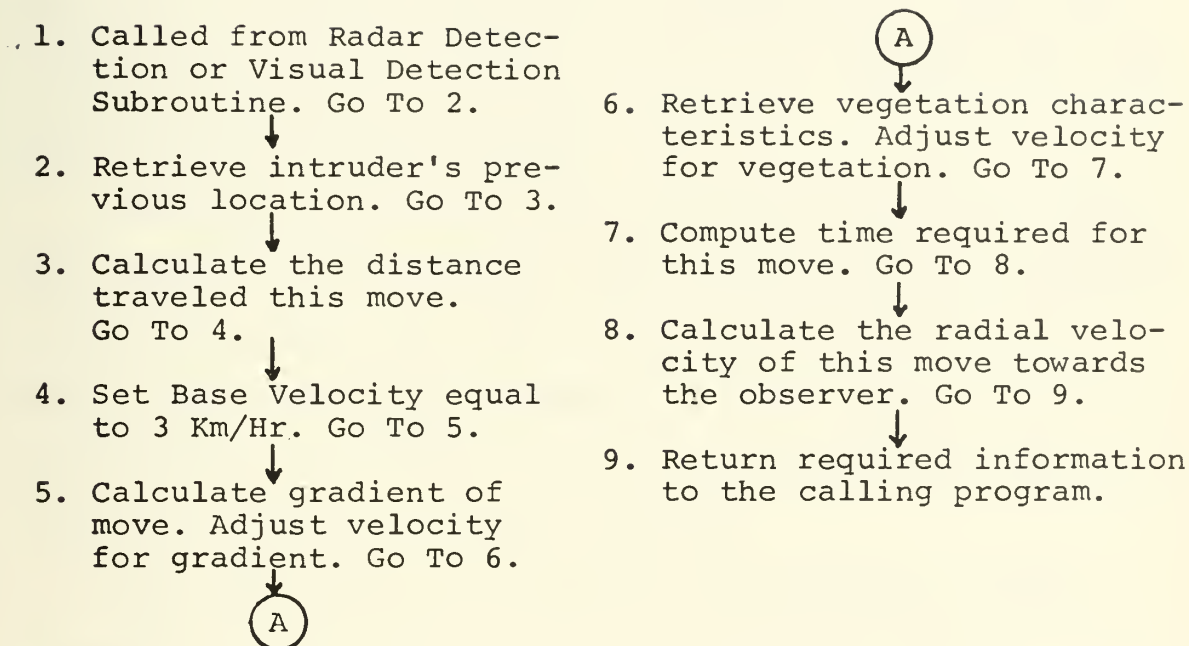 1. Called from Radar Detec-
tion or Visual Detection
Subroutine. Go To 2.
2. Retrieve intruder's pre-
vious location. Go To 3.
3. Calculate the distance
traveled this move.
Go To 4.
4. Set Base Velocity equal
to 3 Km/Hr. Go To 5.
5. Calculate gradient of
move. Adjust velocity
for gradient. Go To 6.
A
A
6. Retrieve vegetation charac-
teristics. Adjust velocity
for vegetation. Go To 7.
7. Compute time required for
this move. Go To 8.
8. Calculate the radial velo-
city of this move towards
the observer. Go To 9.
9. Return required information
to the calling program.